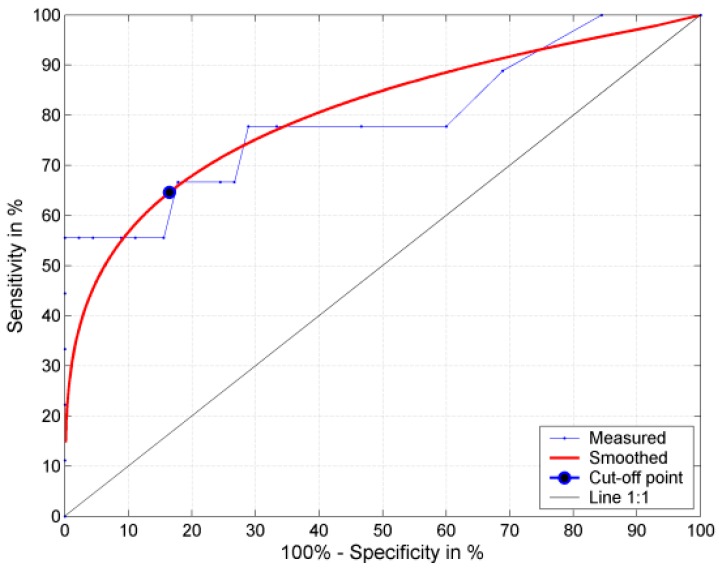 100
90
80
70
60
50
40
30
20
10
0
Sensitivity in %
Measured
Smoothed
Cut-off point
Line 1:1
0 10 20 30 40 50 60 70 80 90 100
100% - Specificity in %